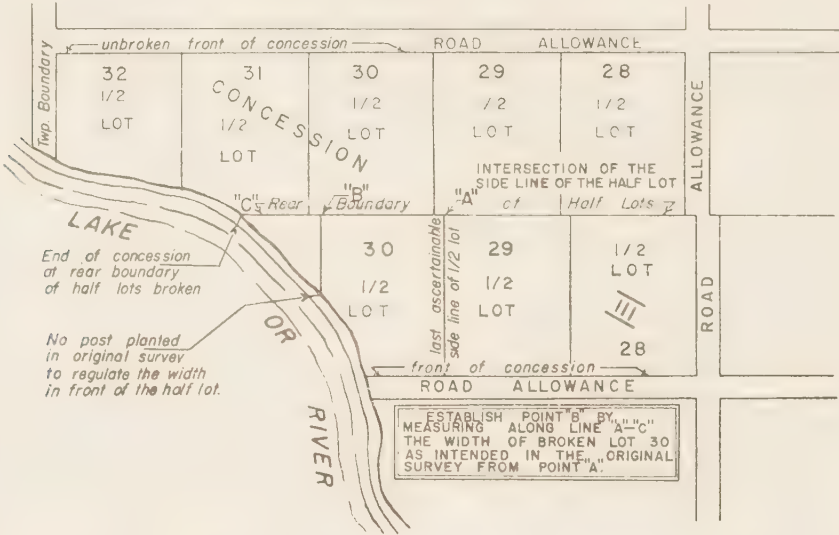 unbroken front of concession
ROAD ALLOWANCE
Twp. Boundary
32
1/2
LOT
31
1/2
LOT
30
1/2
LOT
29
/2
LOT
28
1/2
LOT
CONCESSION
ALLOWANCE
ROAD
INTERSECTION OF THE
SIDE LINE OF THE HALF LOT
"C" Rear "B" Boundary "A" of Half Lots
LAKE
OR
RIVER
End of concession
at rear boundary
of half lots broken
No post planted
in original survey
to regulate the width
in front of the half lot.
30
1/2
LOT
last ascertainable
side line of 1/2 lot
29
1/2
LOT
1/2
LOT
III
28
front of concession
ROAD ALLOWANCE
ESTABLISH POINT "B" BY
MEASURING ALONG LINE "A"-"C"
THE WIDTH OF BROKEN LOT 30
AS INTENDED IN THE ORIGINAL
SURVEY FROM POINT "A".